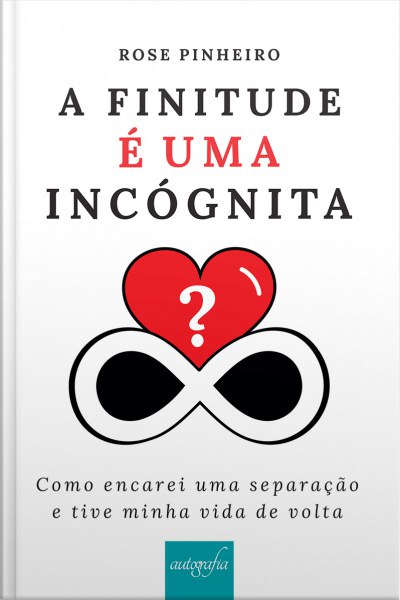 ROSE PINHEIRO
A FINITUDE
É UMA
INCÓGNITA
?
Como encarei uma separação
e tive minha vida de volta
autografia